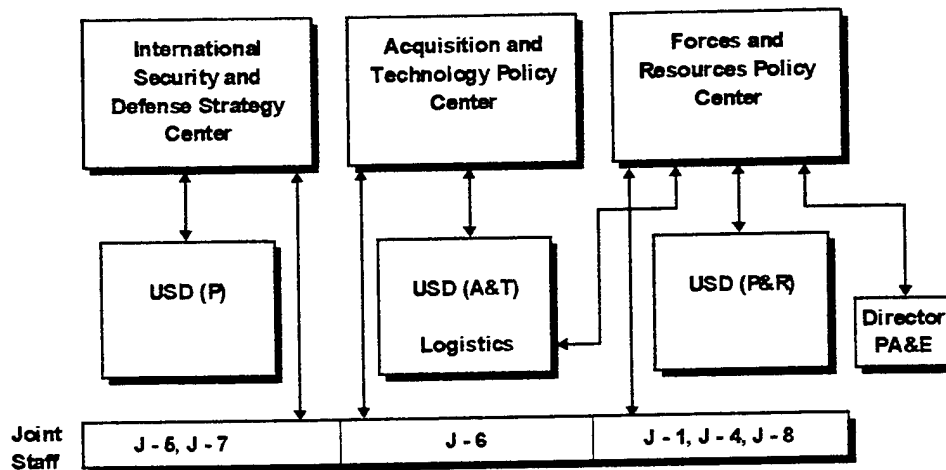 International
Security and
Defense Strategy
Center
Acquisition and
Technology Policy
Center
Forces and
Resources Policy
Center
USD (P)
USD (A&T)
Logistics
USD (P&R)
Director
PA&E
Joint
Staff
J - 5, J - 7
J - 6
J - 1, J - 4, J - 8